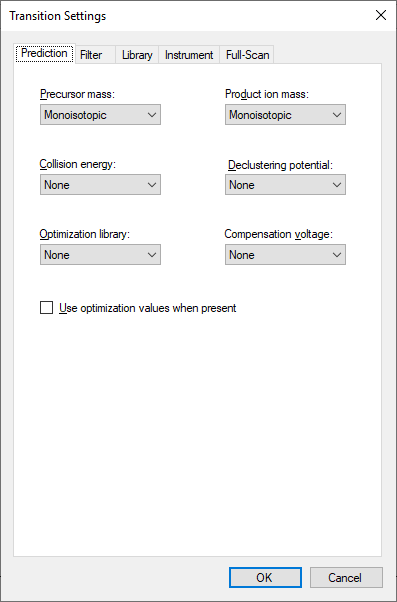 Transition Settings
Prediction Filter Library Instrument Full-Scan
Precursor mass: Product ion mass:
Monoisotopic Monoisotopic
Collision energy: Declustering potential:
None None
Optimization library: Compensation voltage:
None None
Use optimization values when present
OK Cancel